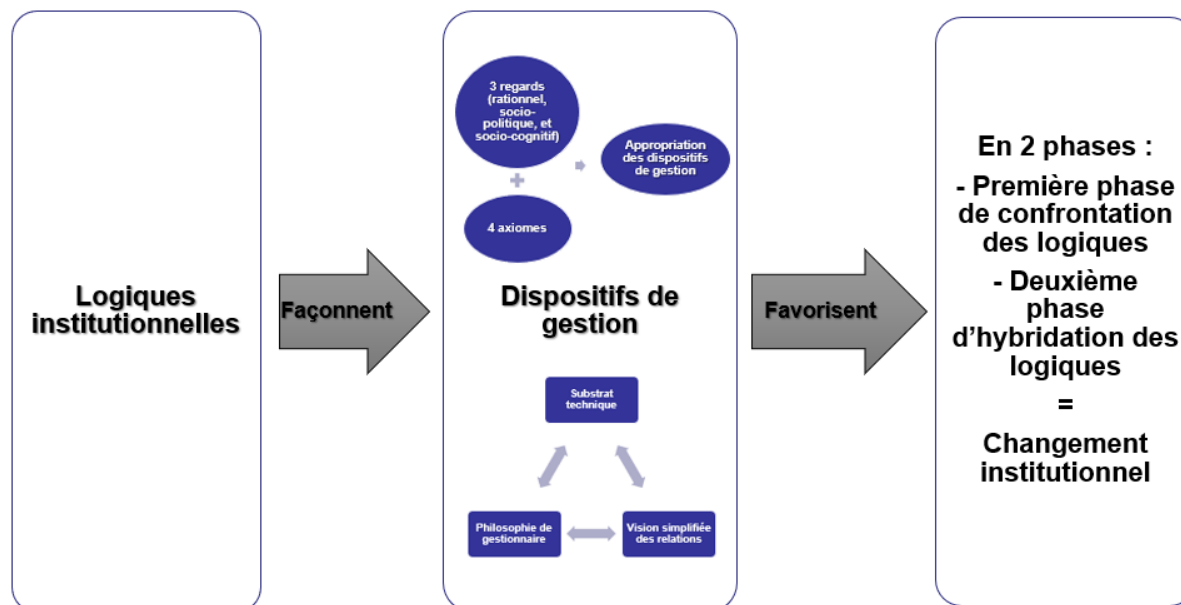 Logiques
institutionnelles
Façonnent
3 regards
(rationnel,
socio-
politique, et
socio-cognitif)
4 axiomes
Appropriation
des dispositifs
de gestion
Dispositifs de
gestion
Substrat
technique
Philosophie de
gestionnaire
Vision simplifiée
des relations
Favorisent
En 2 phases :
- Première phase
de confrontation
des logiques
- Deuxième
phase
d’hybridation des
logiques
=
Changement
institutionnel